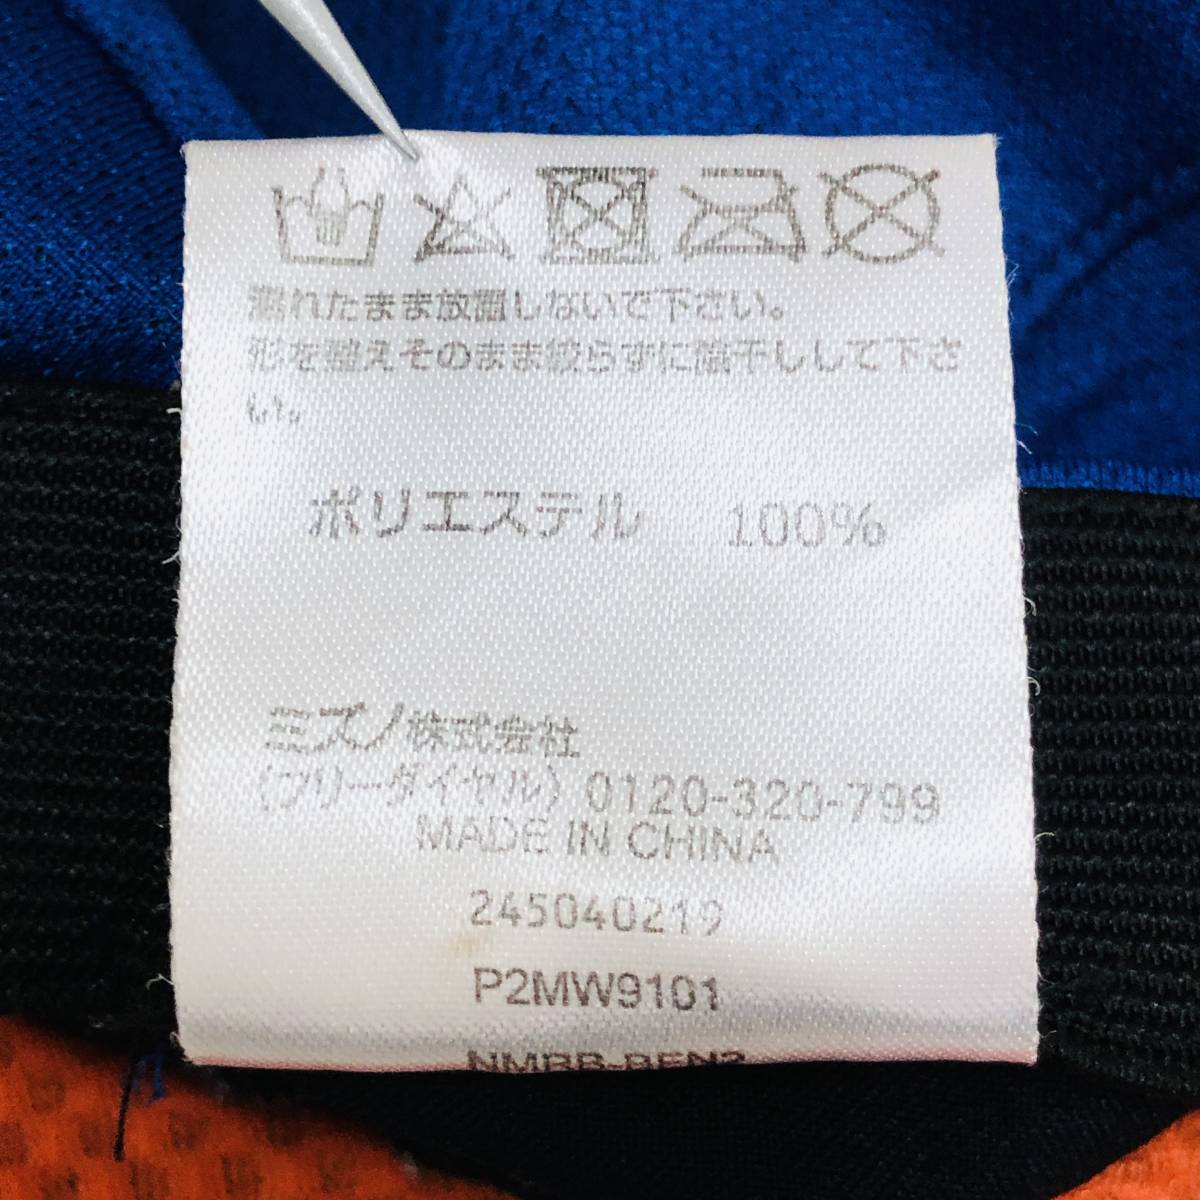 濡れたまま放置しないで下さい。
形を整えそのまま絞らずに陰干しして下さ
い。
ポリエステル 100%
ミズノ株式会社
(フリーダイヤル) 0120-320-799
MADE IN CHINA
245040219
P2MW9101